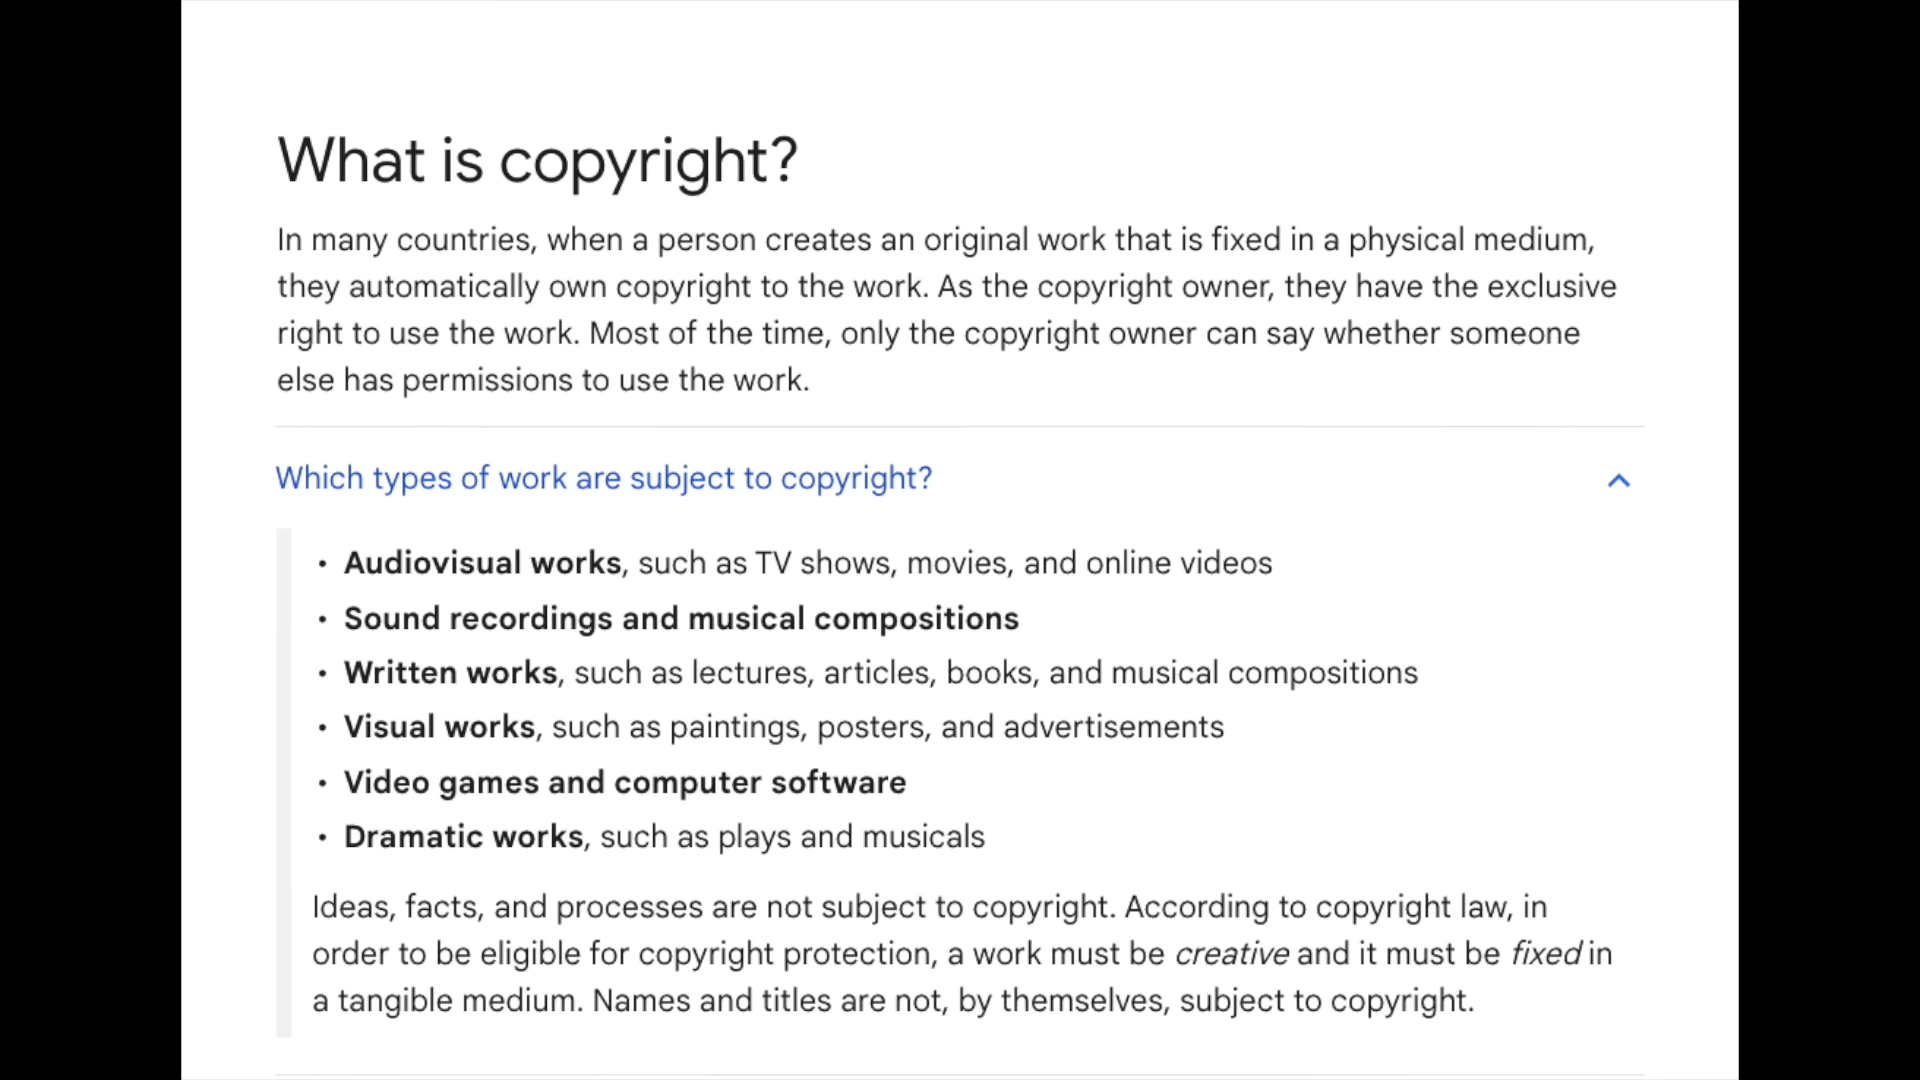 What is copyright?
In many countries, when a person creates an original work that is fixed in a physical medium,
they automatically own copyright to the work. As the copyright owner, they have the exclusive
right to use the work. Most of the time, only the copyright owner can say whether someone
else has permissions to use the work.
Which types of work are subject to copyright?
• Audiovisual works, such as TV shows, movies, and online videos
• Sound recordings and musical compositions
• Written works, such as lectures, articles, books, and musical compositions
• Visual works, such as paintings, posters, and advertisements
• Video games and computer software
• Dramatic works, such as plays and musicals
Ideas, facts, and processes are not subject to copyright. According to copyright law, in
order to be eligible for copyright protection, a work must be creative and it must be fixed in
a tangible medium. Names and titles are not, by themselves, subject to copyright.